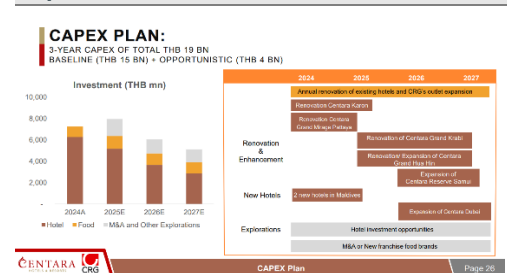 CAPEX PLAN:
3-YEAR CAPEX OF TOTAL THB 19 BN
BASELINE (THB 15 BN) + OPPORTUNISTIC (THB 4 BN)
Investment (THB mn)
10,000
8,000
6,000
4,000
2,000
-
2024A 2025E 2026E 2027E
Hotel Food M&A and Other Explorations
2024 2025 2026 2027
Annual renovation of existing hotels and CRG's outlet expansion
Renovation Centara Karon
Renovation Centara
Grand Mirage Pattaya
Renovation
&
Enhancement
Renovation of Centara Grand Krabi
Renovation/ Expansion of Centara
Grand Hua Hin
Expansion of
Centara Reserve Samui
New Hotels
2 new hotels in Maldives
Expansion of Centara Dubai
Explorations
Hotel investment opportunities
M&A or New franchise food brands
CENTARA
HOTELS & RESORTS
CRG
CAPEX Plan
Page 26